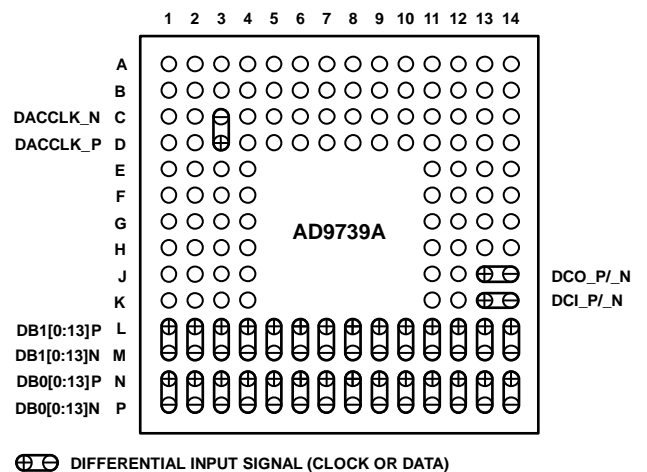 1 2 3 4 5 6 7 8 9 10 11 12 13 14
A
B
DACCLK_N C
DACCLK_P D
E
F
G
AD9739A
H
J DCO_P/_N
K DCI_P/_N
DB1[0:13]P L
DB1[0:13]N M
DB0[0:13]P N
DB0[0:13]N P
DIFFERENTIAL INPUT SIGNAL (CLOCK OR DATA)